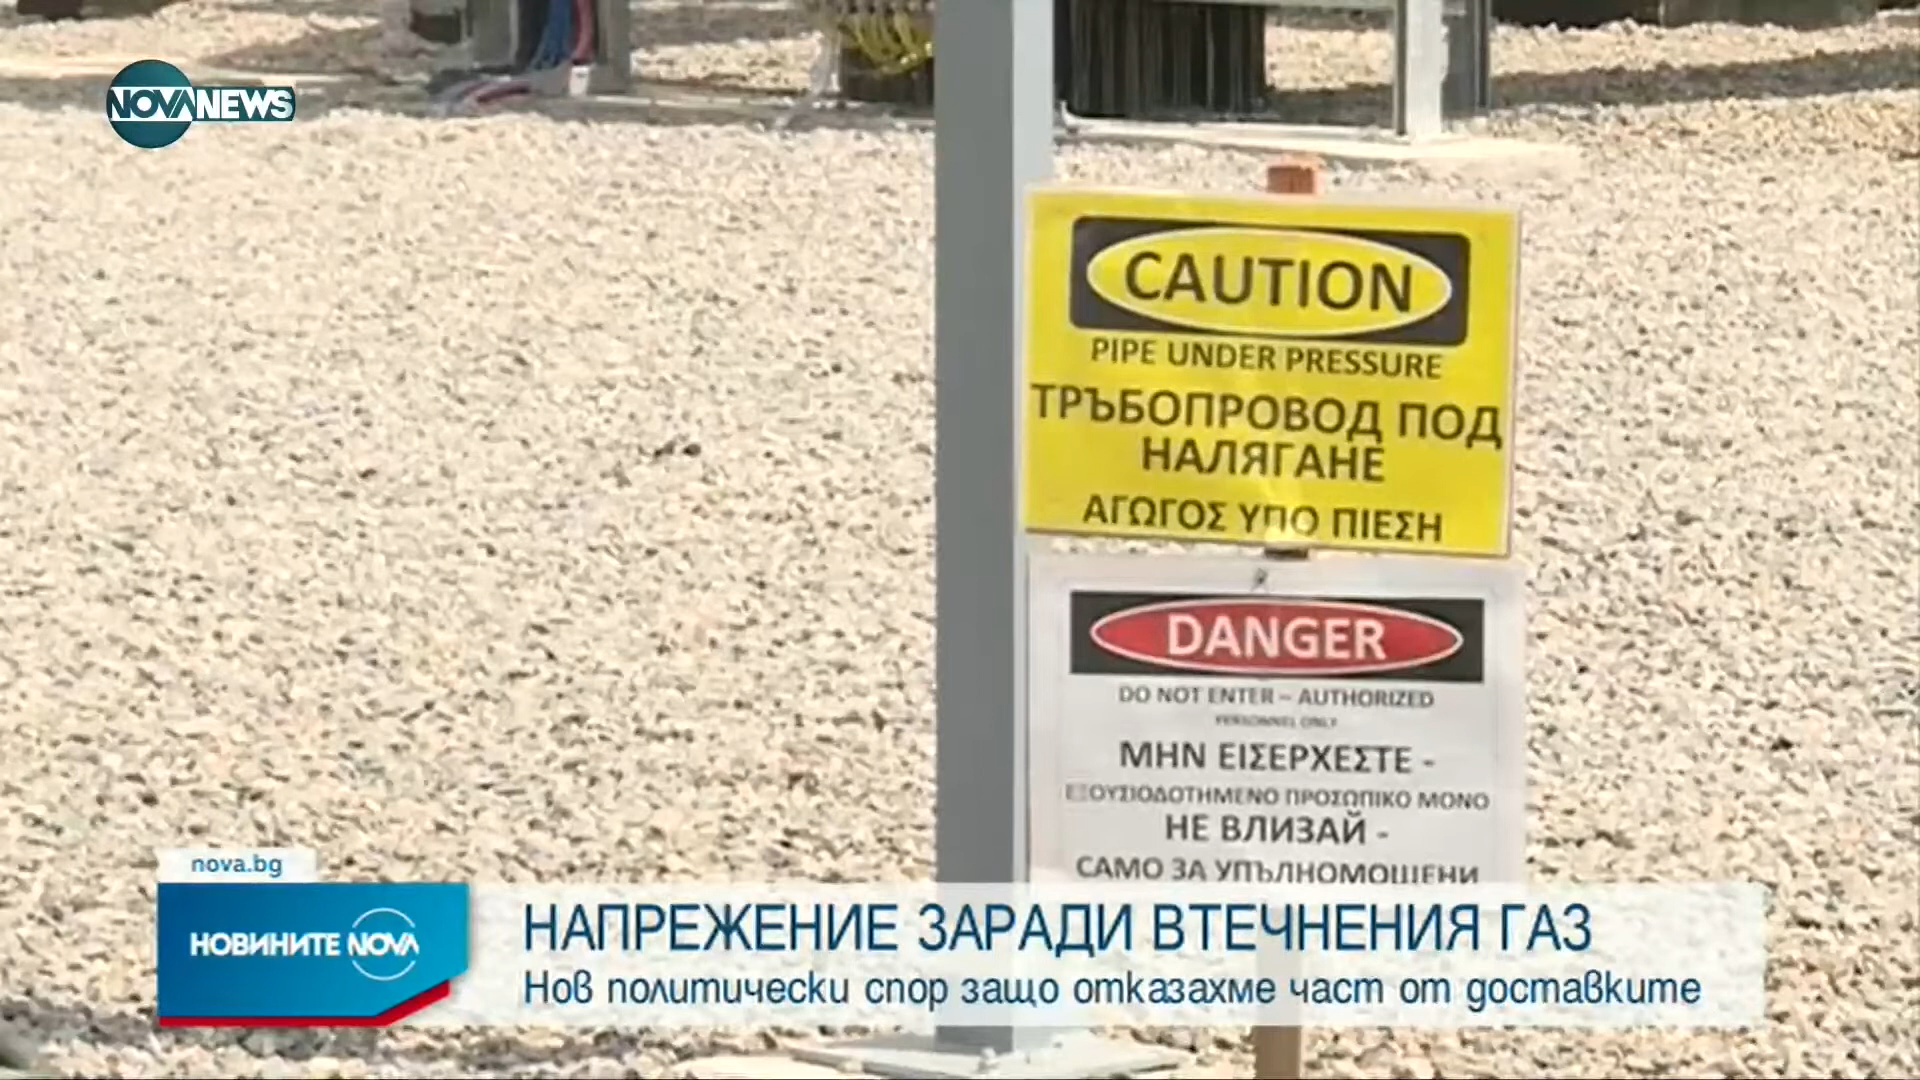 NOVANEWS
CAUTION
PIPE UNDER PRESSURE
ТРЪБОПРОВОД ПОД
НАЛЯГАНЕ
ΑΓΩΓΟΣ ΥΠΟ ΠΙΕΣΗ
DANGER
DO NOT ENTER – AUTHORIZED
PERSONNEL ONLY
ΜΗΝ ΕΙΣΕΡΧΕΣΤΕ -
ΕΞΟΥΣΙΟΔΟΤΗΜΕΝΟ ΠΡΟΣΩΠΙΚΟ ΜΟΝΟ
НЕ ВЛИЗАЙ -
САМО ЗА УПЪЛНОМОЩЕНИ
nova.bg
НОВИНИТЕ NOVA
НАПРЕЖЕНИЕ ЗАРАДИ ВТЕЧНЕНИЯ ГАЗ
Нов политически спор защо отказахме част от доставките